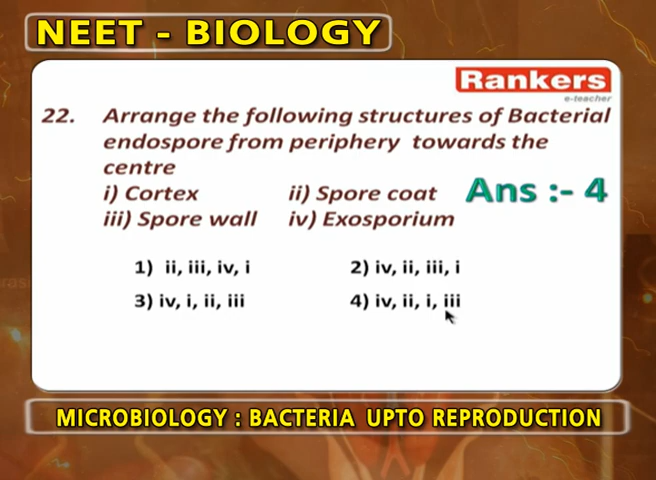 NEET - BIOLOGY
Rankers
e-teacher
22. Arrange the following structures of Bacterial
endospore from periphery towards the
centre
i) Cortex ii) Spore coat
Ans :- 4
iii) Spore wall iv) Exosporium
1) ii, iii, iv, i 2) iv, ii, iii, i
3) iv, i, ii, iii 4) iv, ii, i, iii
MICROBIOLOGY : BACTERIA UPTO REPRODUCTION